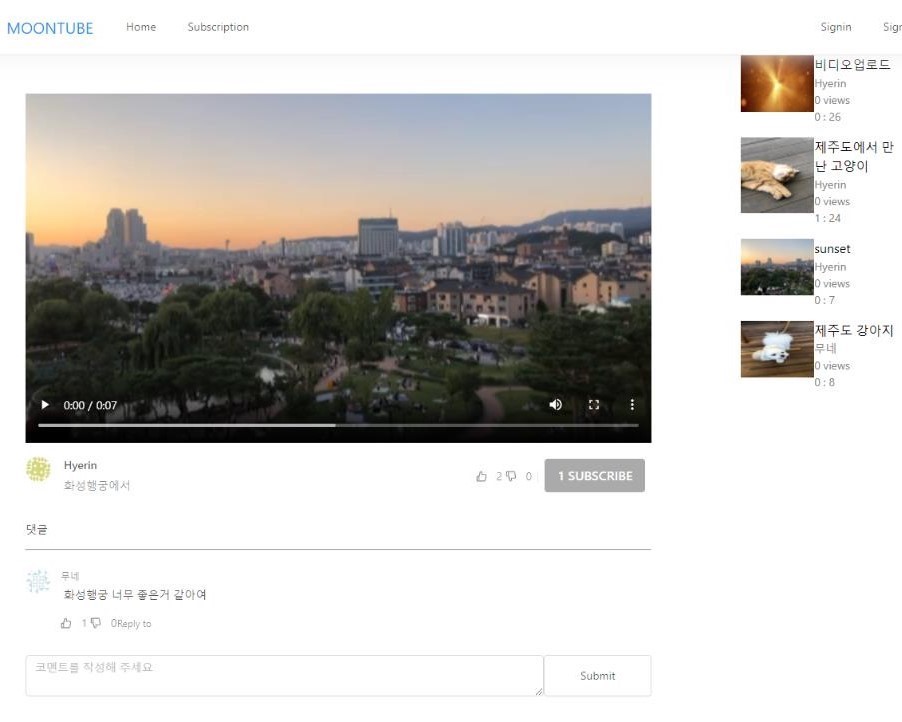 MOONTUBE Home Subscription Signin
0:00 / 0:07
Hyerin
화성행궁에서
2 0 1 SUBSCRIBE
댓글
무네
화성행궁 너무 좋은거 같아여
1 0Reply to
코멘트를 작성해 주세요
Submit
비디오업로드
Hyerin
0 views
0 : 26
제주도에서 만
난 고양이
Hyerin
0 views
1 : 24
sunset
Hyerin
0 views
0 : 7
제주도 강아지
무네
0 views
0 : 8